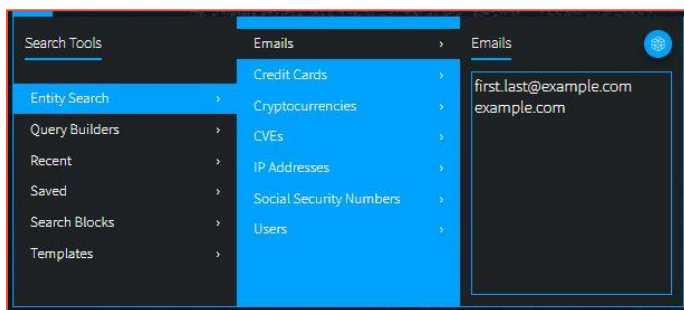 Search Tools
Entity Search
Query Builders
Recent
Saved
Search Blocks
Templates
Emails
Credit Cards
Cryptocurrencies
CVEs
IP Addresses
Social Security Numbers
Users
Emails
first.last@example.com
example.com